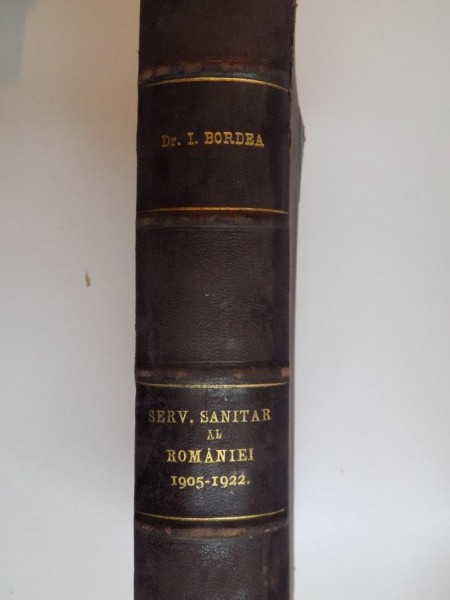 Dr. I. BORDEA
SERV. SANITAR
AL
ROMÂNIEI
1905-1922.